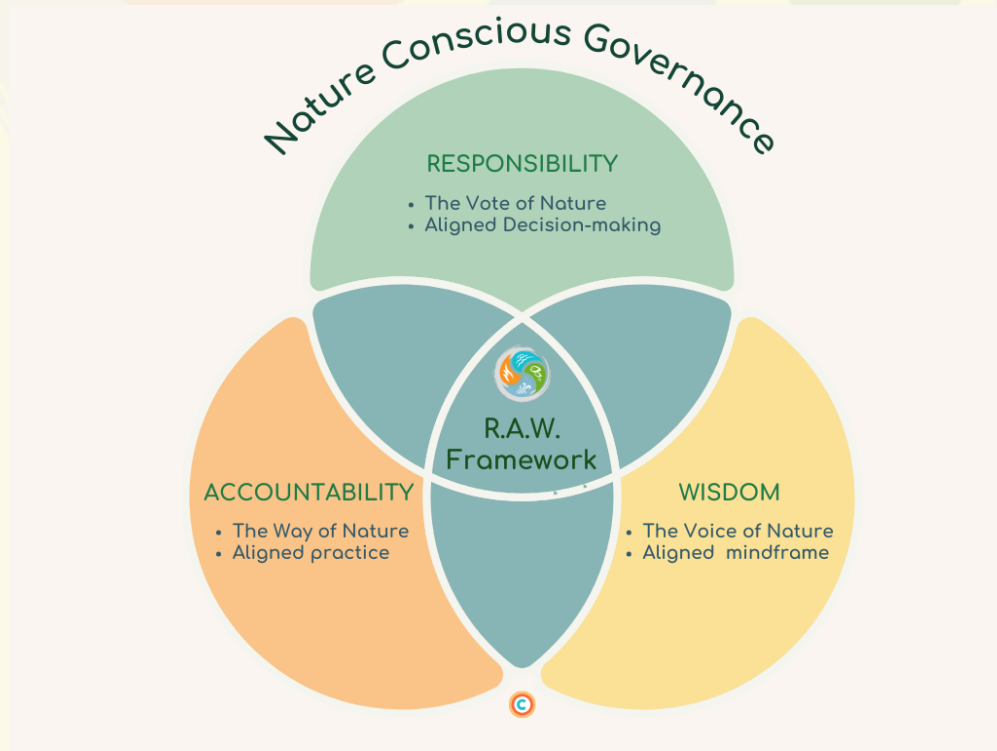 Nature Conscious Governance
RESPONSIBILITY
• The Vote of Nature
• Aligned Decision-making
R.A.W.
Framework
ACCOUNTABILITY
• The Way of Nature
• Aligned practice
WISDOM
• The Voice of Nature
• Aligned mindframe
C